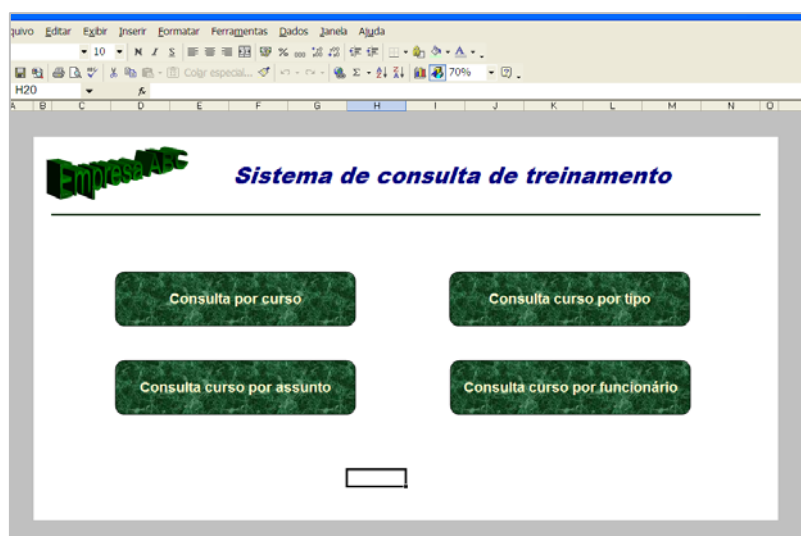 quivo Editar Exibir Inserir Formatar Ferramentas Dados Janela Ajuda
10 N I S % 000
Colar especial... Σ 70%
H20 fx
A B C D E F G H I J K L M N O
Empresa ABC
Sistema de consulta de treinamento
Consulta por curso Consulta curso por tipo
Consulta curso por assunto Consulta curso por funcionário